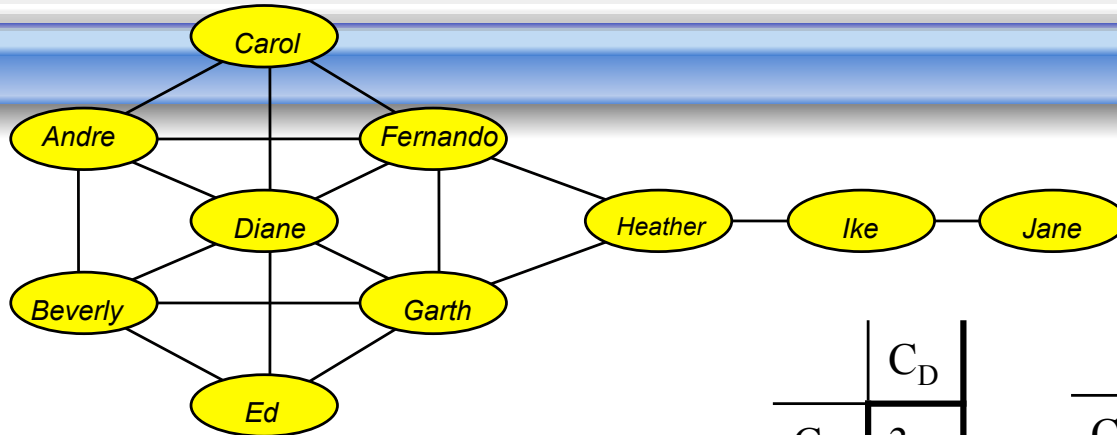 Carol
Andre
Fernando
Diane
Heather
Ike
Jane
Beverly
Garth
Ed
C_D
C